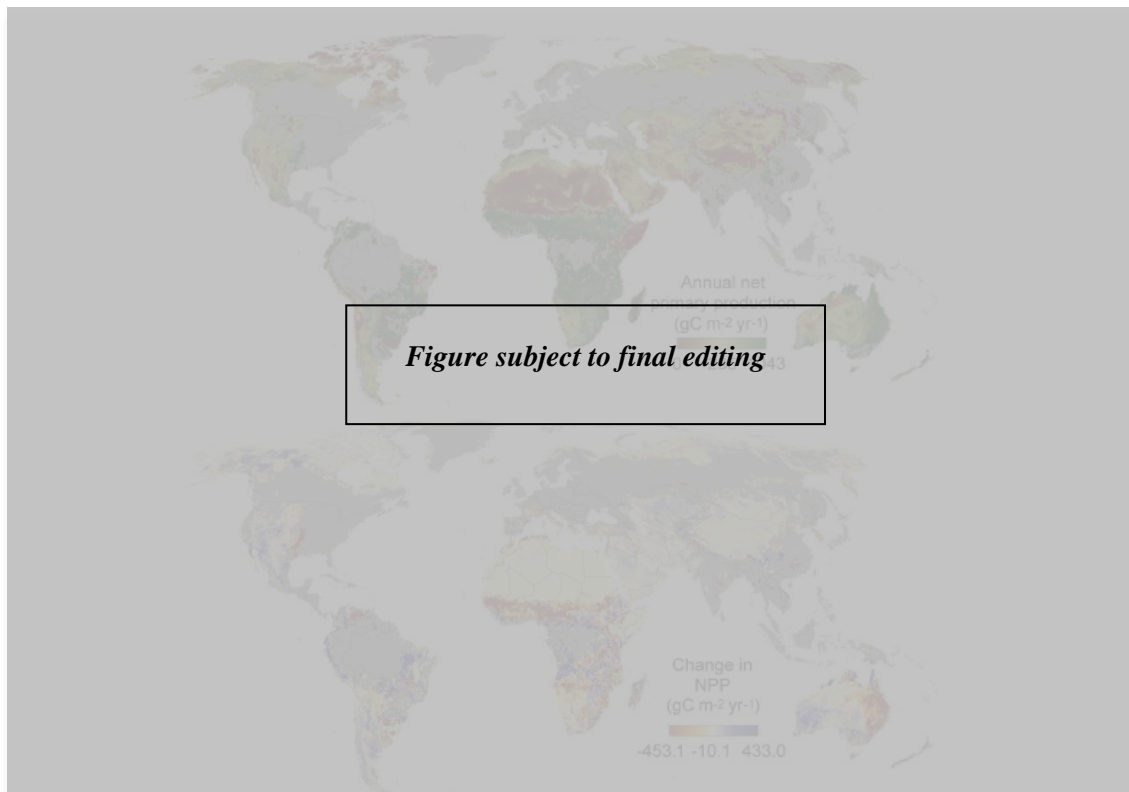 Annual net
primary production
(gC m-2 yr-1)
Figure subject to final editing
Change in
NPP
(gC m-2 yr-1)
-453.1 -10.1 433.0